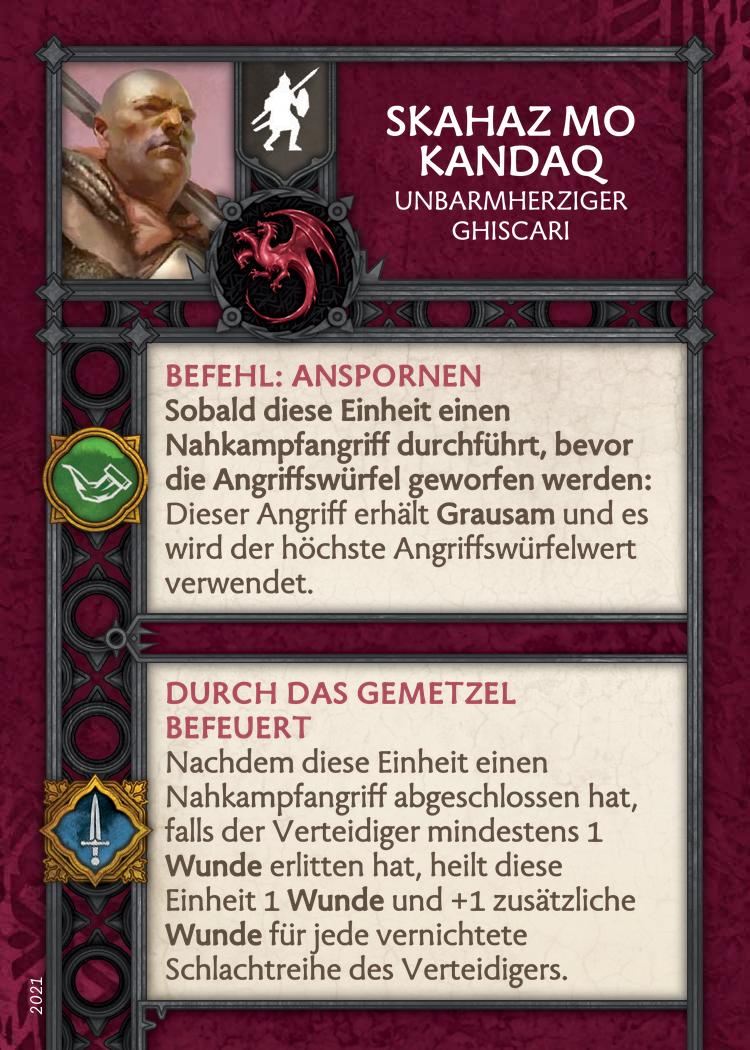 SKAHAZ MO
KANDAQ
UNBARMHERZIGER
GHISCARI
BEFEHL: ANSPORNEN
Sobald diese Einheit einen
Nahkampfangriff durchführt, bevor
die Angriffswürfel geworfen werden:
Dieser Angriff erhält Grausam und es
wird der höchste Angriffswürfelwert
verwendet.
DURCH DAS GEMETZEL
BEFEUERT
Nachdem diese Einheit einen
Nahkampfangriff abgeschlossen hat,
falls der Verteidiger mindestens 1
Wunde erlitten hat, heilt diese
Einheit 1 Wunde und +1 zusätzliche
Wunde für jede vernichtete
Schlachtreihe des Verteidigers.
2021